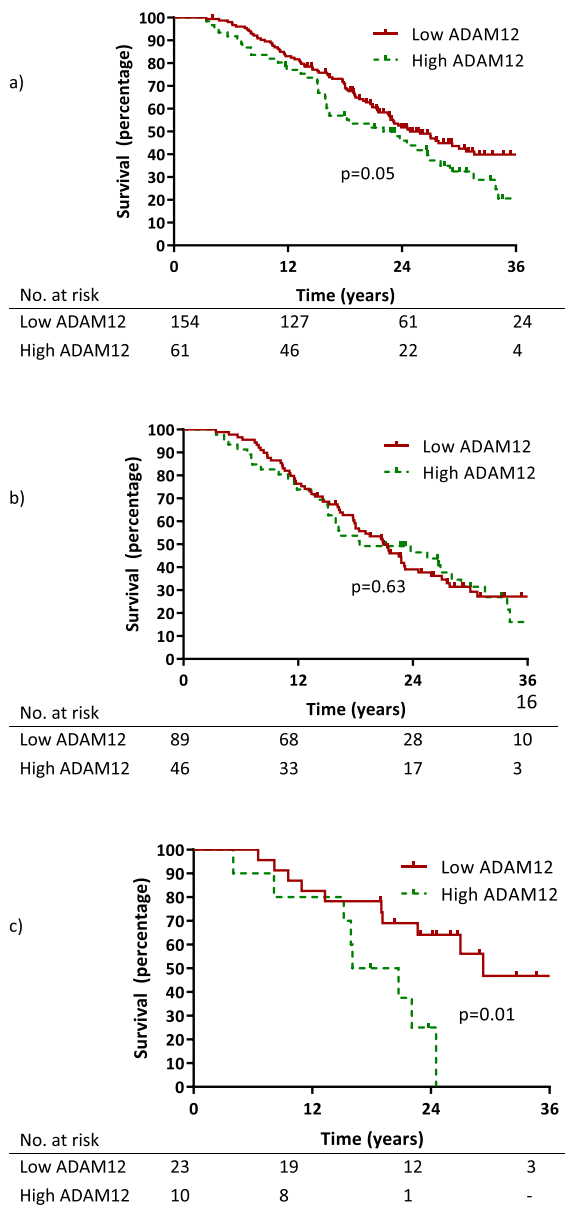 100
90
80
70
60
50
40
30
20
10
0
Survival (percentage)
a)
Low ADAM12
High ADAM12
p=0.05
0 12 24 36
No. at risk Time (years)
Low ADAM12 154 127 61 24
High ADAM12 61 46 22 4
100
90
80
70
60
50
40
30
20
10
0
Survival (percentage)
b)
Low ADAM12
High ADAM12
p=0.63
0 12 24 36
16
No. at risk Time (years)
Low ADAM12 89 68 28 10
High ADAM12 46 33 17 3
100
90
80
70
60
50
40
30
20
10
0
Survival (percentage)
c)
Low ADAM12
High ADAM12
p=0.01
0 12 24 36
No. at risk Time (years)
Low ADAM12 23 19 12 3
High ADAM12 10 8 1 -